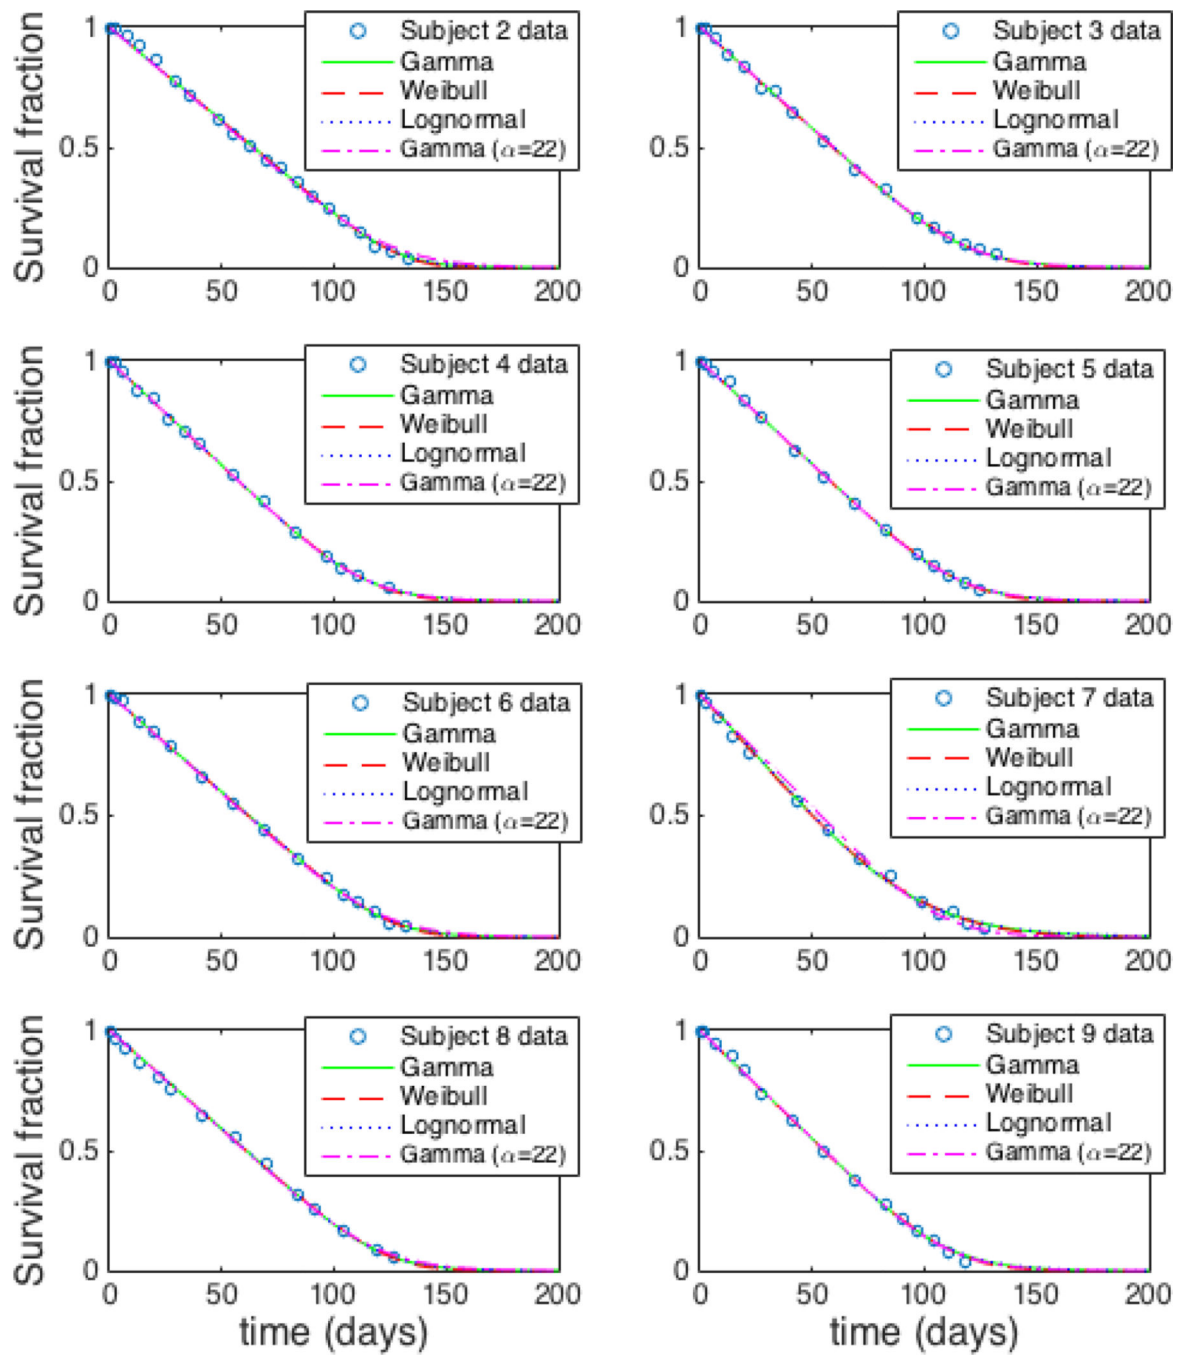 Survival fraction
1
0.5
0
0 50 100 150 200
Subject 2 data
Gamma
Weibull
Lognormal
Gamma (α=22)
1
0.5
0
0 50 100 150 200
Subject 3 data
Gamma
Weibull
Lognormal
Gamma (α=22)
Survival fraction
1
0.5
0
0 50 100 150 200
Subject 4 data
Gamma
Weibull
Lognormal
Gamma (α=22)
1
0.5
0
0 50 100 150 200
Subject 5 data
Gamma
Weibull
Lognormal
Gamma (α=22)
Survival fraction
1
0.5
0
0 50 100 150 200
Subject 6 data
Gamma
Weibull
Lognormal
Gamma (α=22)
1
0.5
0
0 50 100 150 200
Subject 7 data
Gamma
Weibull
Lognormal
Gamma (α=22)
Survival fraction
1
0.5
0
0 50 100 150 200
time (days)
Subject 8 data
Gamma
Weibull
Lognormal
Gamma (α=22)
1
0.5
0
0 50 100 150 200
time (days)
Subject 9 data
Gamma
Weibull
Lognormal
Gamma (α=22)